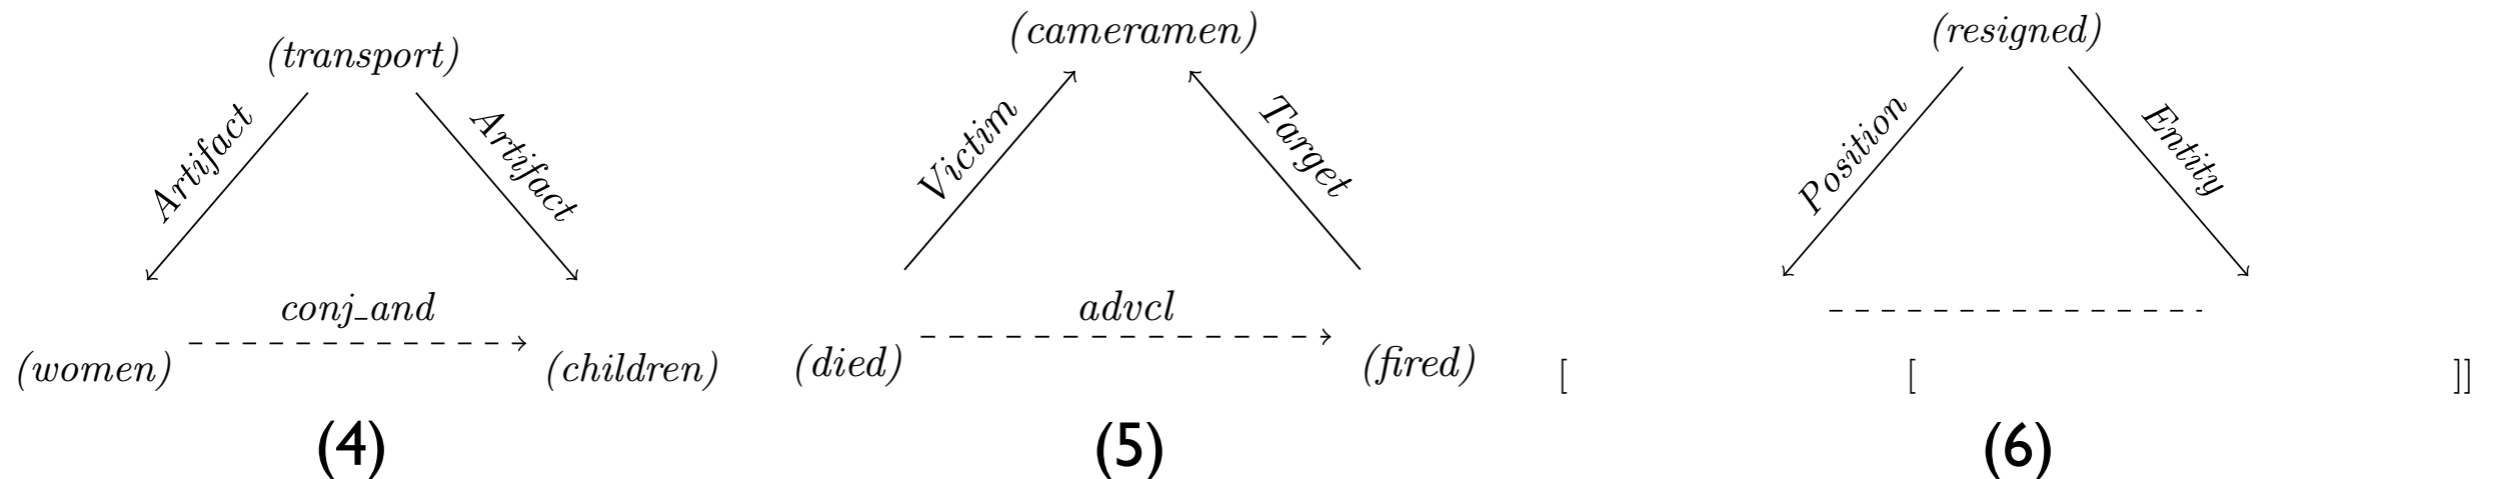 (transport)
Artifact
Artifact
conj_and
(women)
(children)
(4)
(cameramen)
Victim
Target
advcl
(died)
(fired)
(5)
(resigned)
Position
Entity
[ [ ]]
(6)